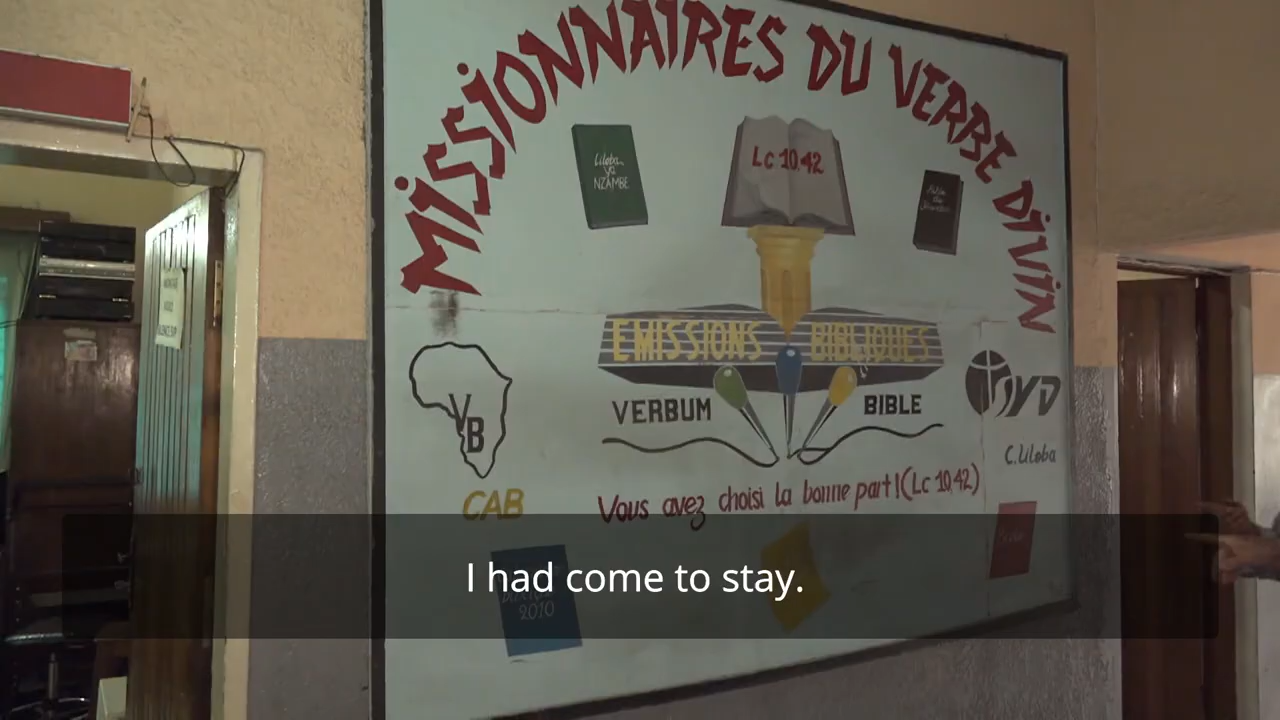 MISSIONNAIRES DU VERBE DIVIN
Liloba
ya
NZAMBE
Lc 10,42
EMISSIONS BIBLIQUES
VERBUM BIBLE
VB
SVD
C. Liloba
CAB
Vous avez choisi la bonne part! (Lc 10,42)
I had come to stay.
2010